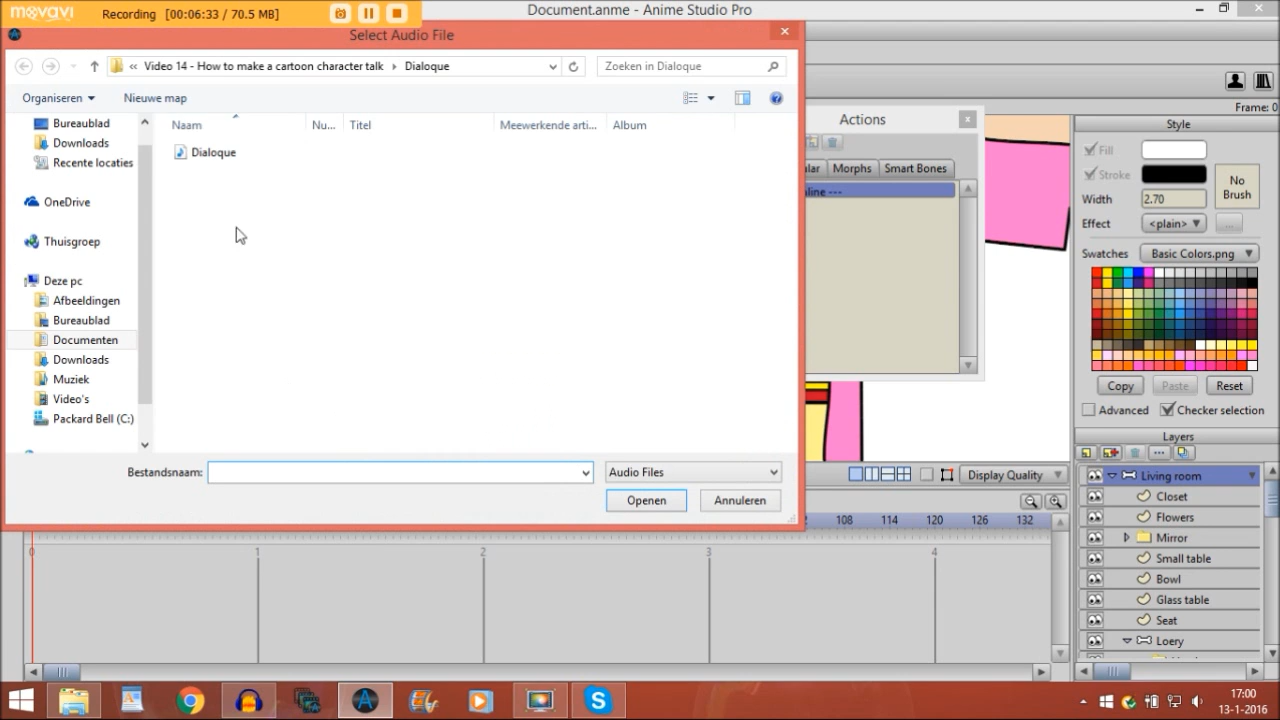 movavi
Recording [00:06:33 / 70.5 MB]
Document.anme - Anime Studio Pro
Select Audio File
« Video 14 - How to make a cartoon character talk
Dialoque
Zoeken in Dialoque
Organiseren
Nieuwe map
Frame: 0
Bureaublad
Downloads
Recente locaties
OneDrive
Thuisgroep
Deze pc
Afbeeldingen
Bureaublad
Documenten
Downloads
Muziek
Video's
Packard Bell (C:)
Naam
Nu...
Titel
Meewerkende arti...
Album
Dialoque
Bestandsnaam:
Audio Files
Openen
Annuleren
Actions
Morphs
Smart Bones
Style
Fill
Stroke
No Brush
Width
2.70
Effect
<plain>
...
Swatches
Basic Colors.png
Copy
Paste
Reset
Advanced
Checker selection
Layers
Living room
Closet
Flowers
Mirror
Small table
Bowl
Glass table
Seat
Loery
Display Quality
108 114 120 126 132
0 1 2 3 4
17:00
13-1-2016